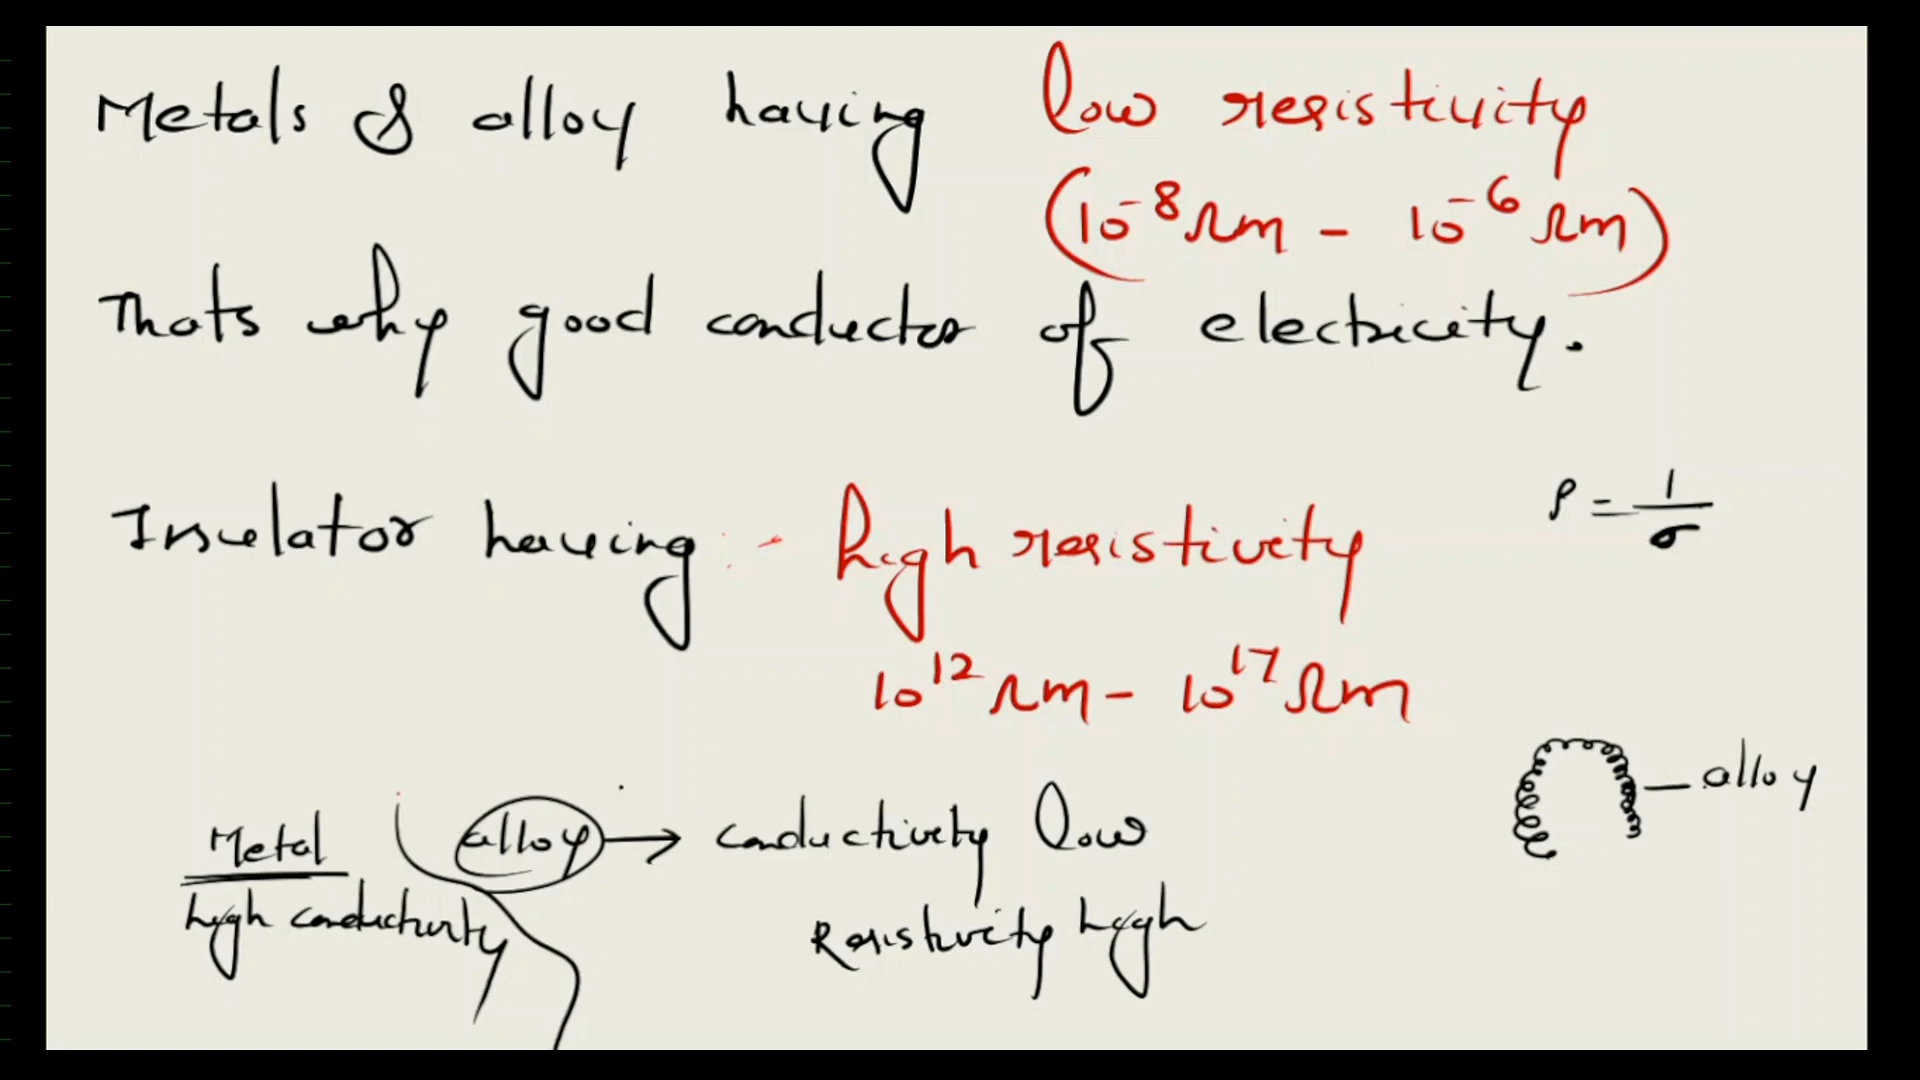 Metals & alloy having low resistivity
(10⁻⁸ Ωm - 10⁻⁶ Ωm)
Thats why good conductor of electricity.
Insulator having - high resistivity
ρ = 1/σ
10¹² Ωm - 10¹⁷ Ωm
alloy
Metal alloy → conductivity low
high conductivity Resistivity high